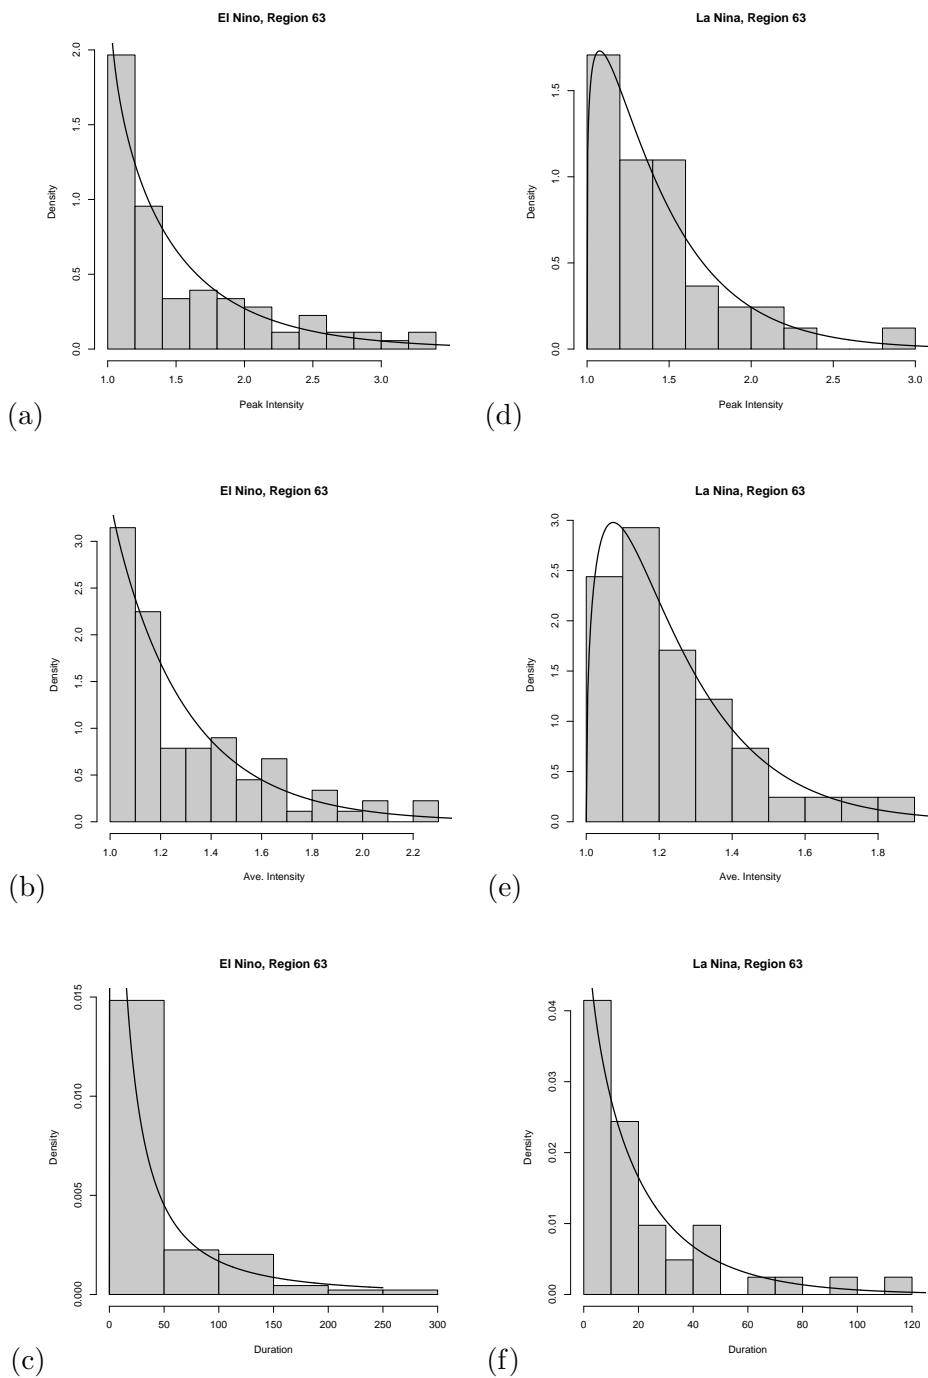 El Nino, Region 63
2.0
1.5
1.0
0.5
0.0
Density
1.0 1.5 2.0 2.5 3.0
Peak Intensity
(a)
La Nina, Region 63
1.5
1.0
0.5
0.0
Density
1.0 1.5 2.0 2.5 3.0
Peak Intensity
(d)
El Nino, Region 63
3.0
2.5
2.0
1.5
1.0
0.5
0.0
Density
1.0 1.2 1.4 1.6 1.8 2.0 2.2
Ave. Intensity
(b)
La Nina, Region 63
3.0
2.5
2.0
1.5
1.0
0.5
0.0
Density
1.0 1.2 1.4 1.6 1.8
Ave. Intensity
(e)
El Nino, Region 63
0.015
0.010
0.005
0.000
Density
0 50 100 150 200 250 300
Duration
(c)
La Nina, Region 63
0.04
0.03
0.02
0.01
0.00
Density
0 20 40 60 80 100 120
Duration
(f)